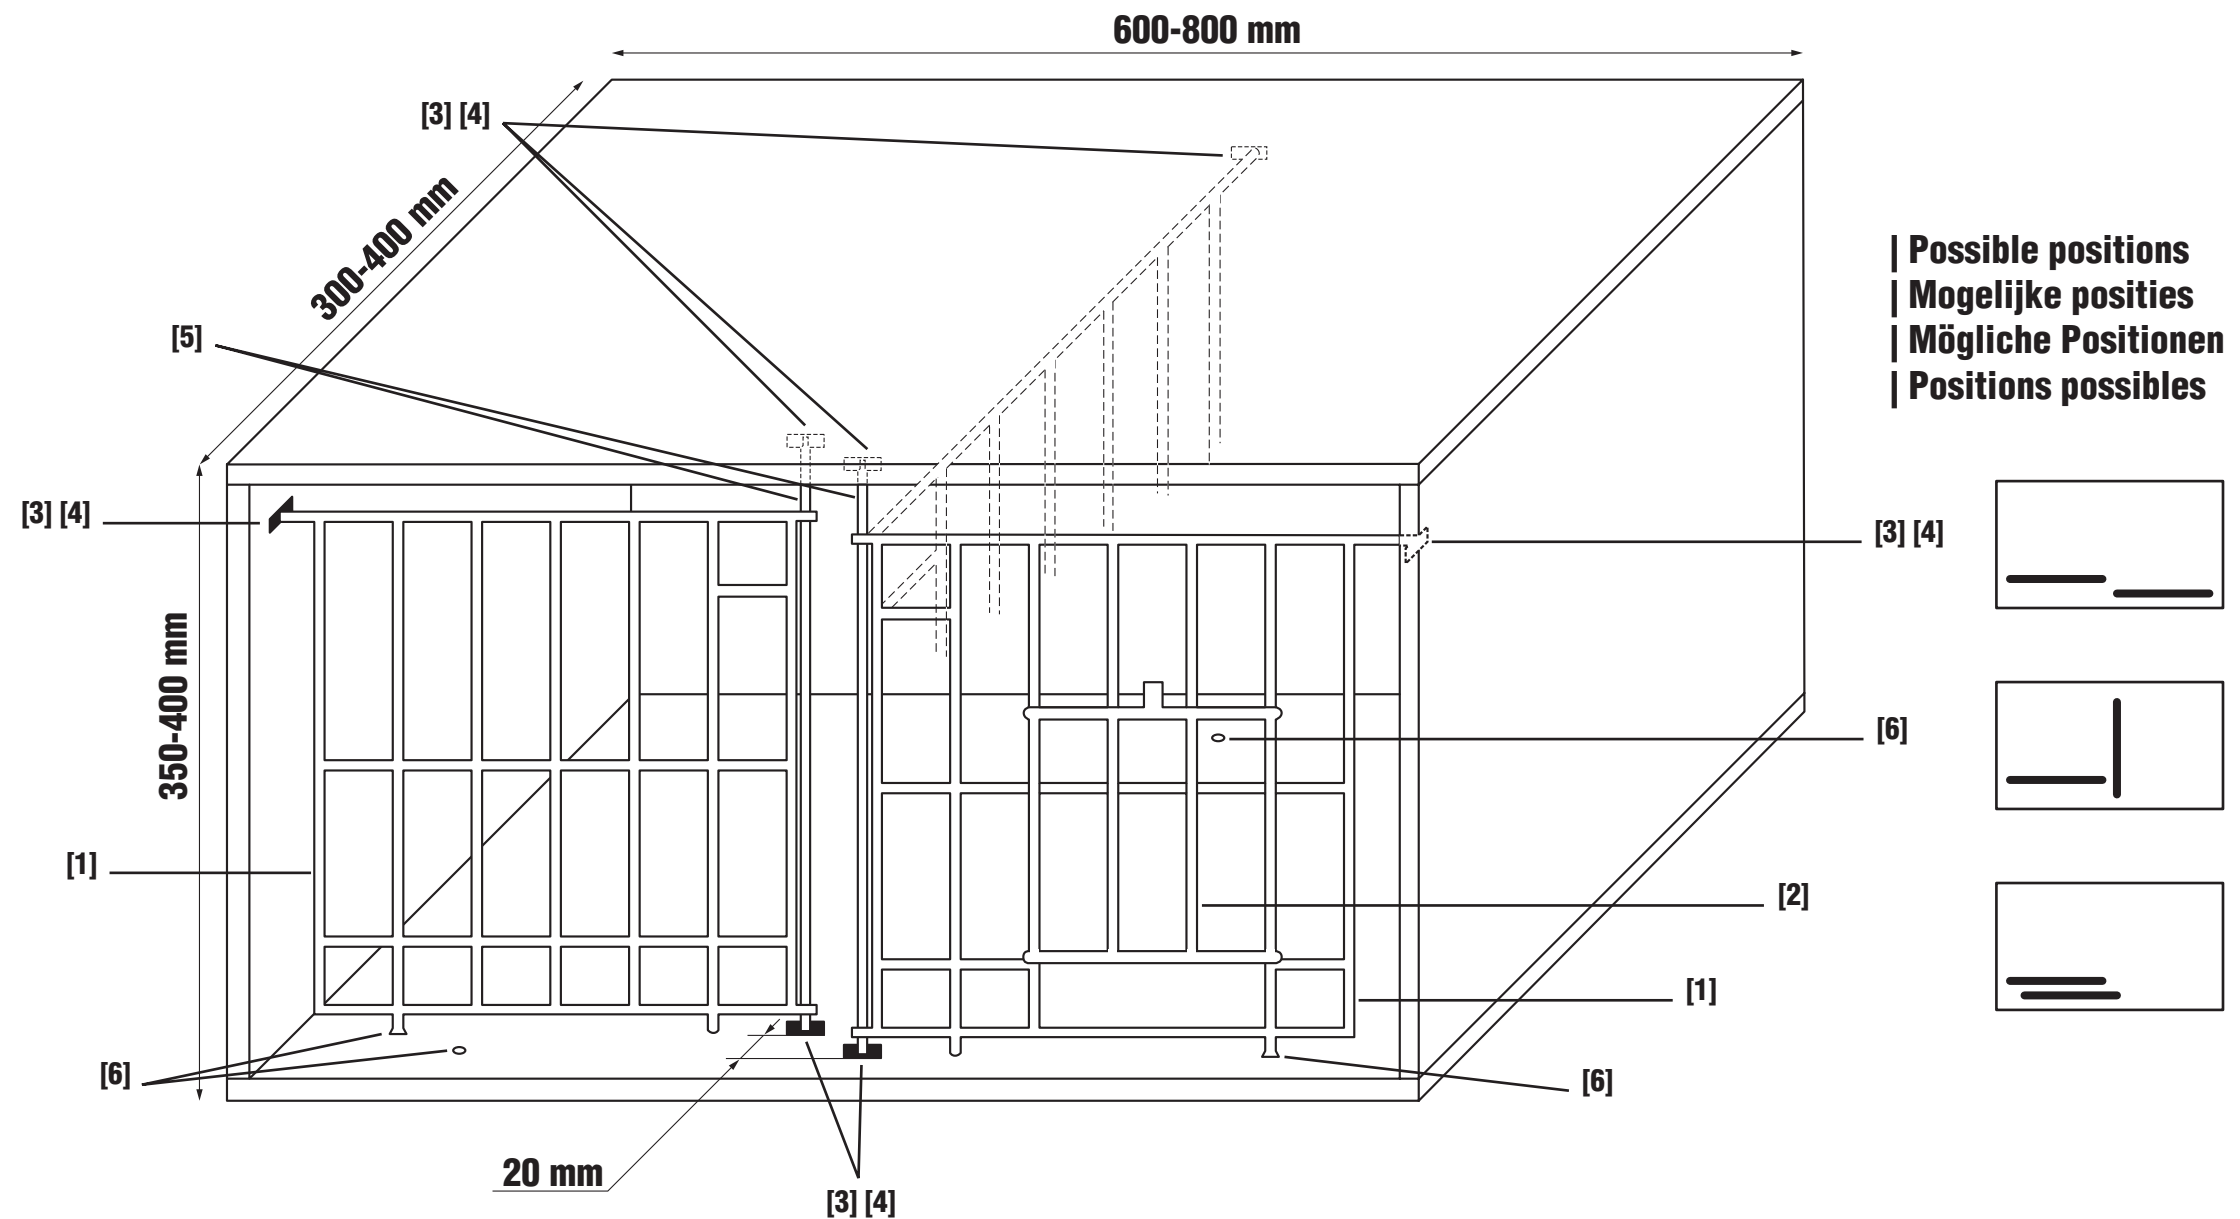 600-800 mm
[3] [4]
300-400 mm
| Possible positions
| Mogelijke posities
| Mögliche Positionen
| Positions possibles
[5]
[3] [4]
[3] [4]
350-400 mm
[6]
[1]
[2]
[1]
[6]
[6]
20 mm
[3] [4]